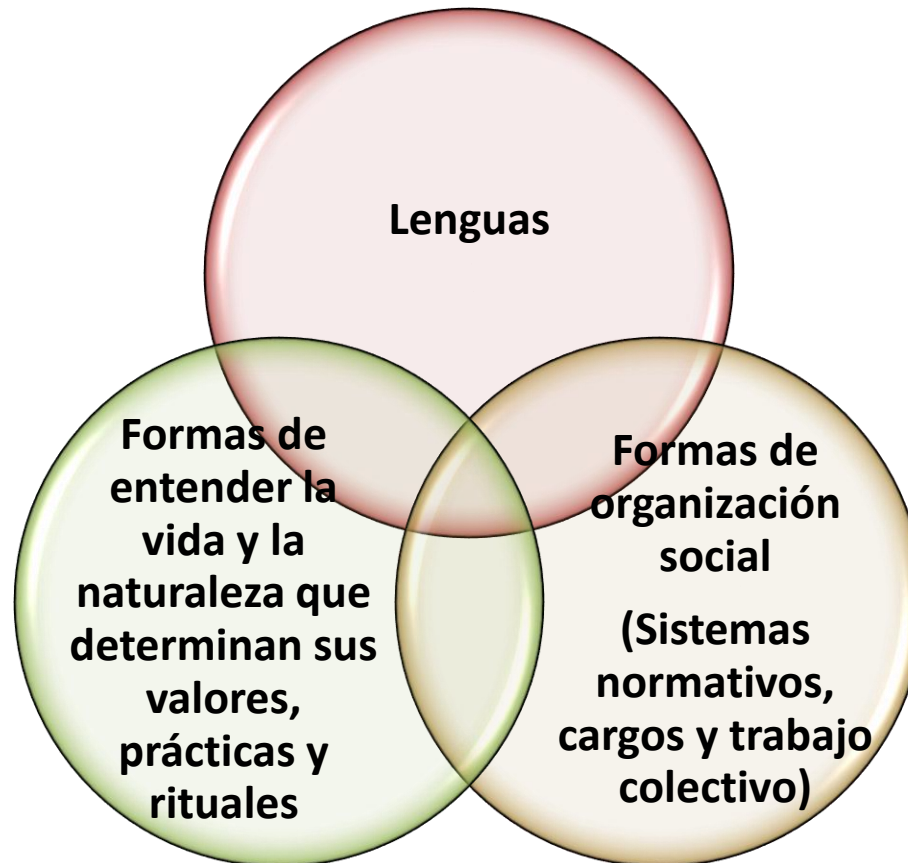 Lenguas
Formas de
entender la
vida y la
naturaleza que
determinan sus
valores,
prácticas y
rituales
Formas de
organización
social
(Sistemas
normativos,
cargos y trabajo
colectivo)